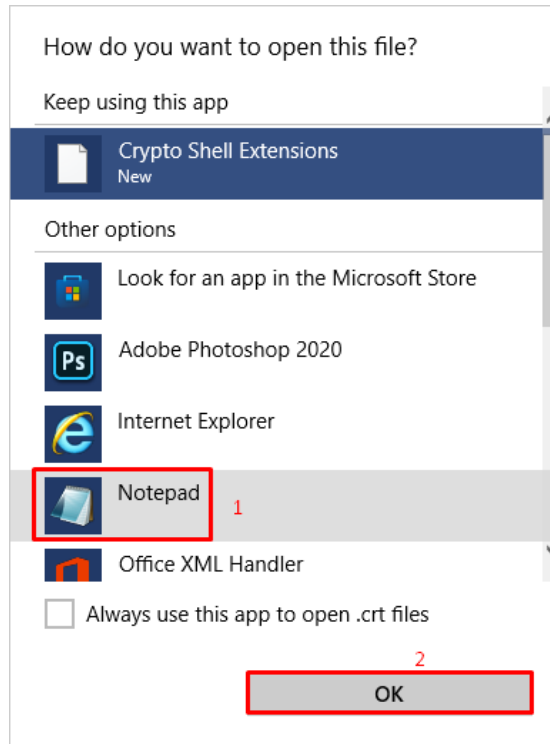 How do you want to open this file?
Keep using this app
Crypto Shell Extensions
New
Other options
Look for an app in the Microsoft Store
Ps
Adobe Photoshop 2020
Internet Explorer
Notepad
1
Office XML Handler
Always use this app to open .crt files
2
OK